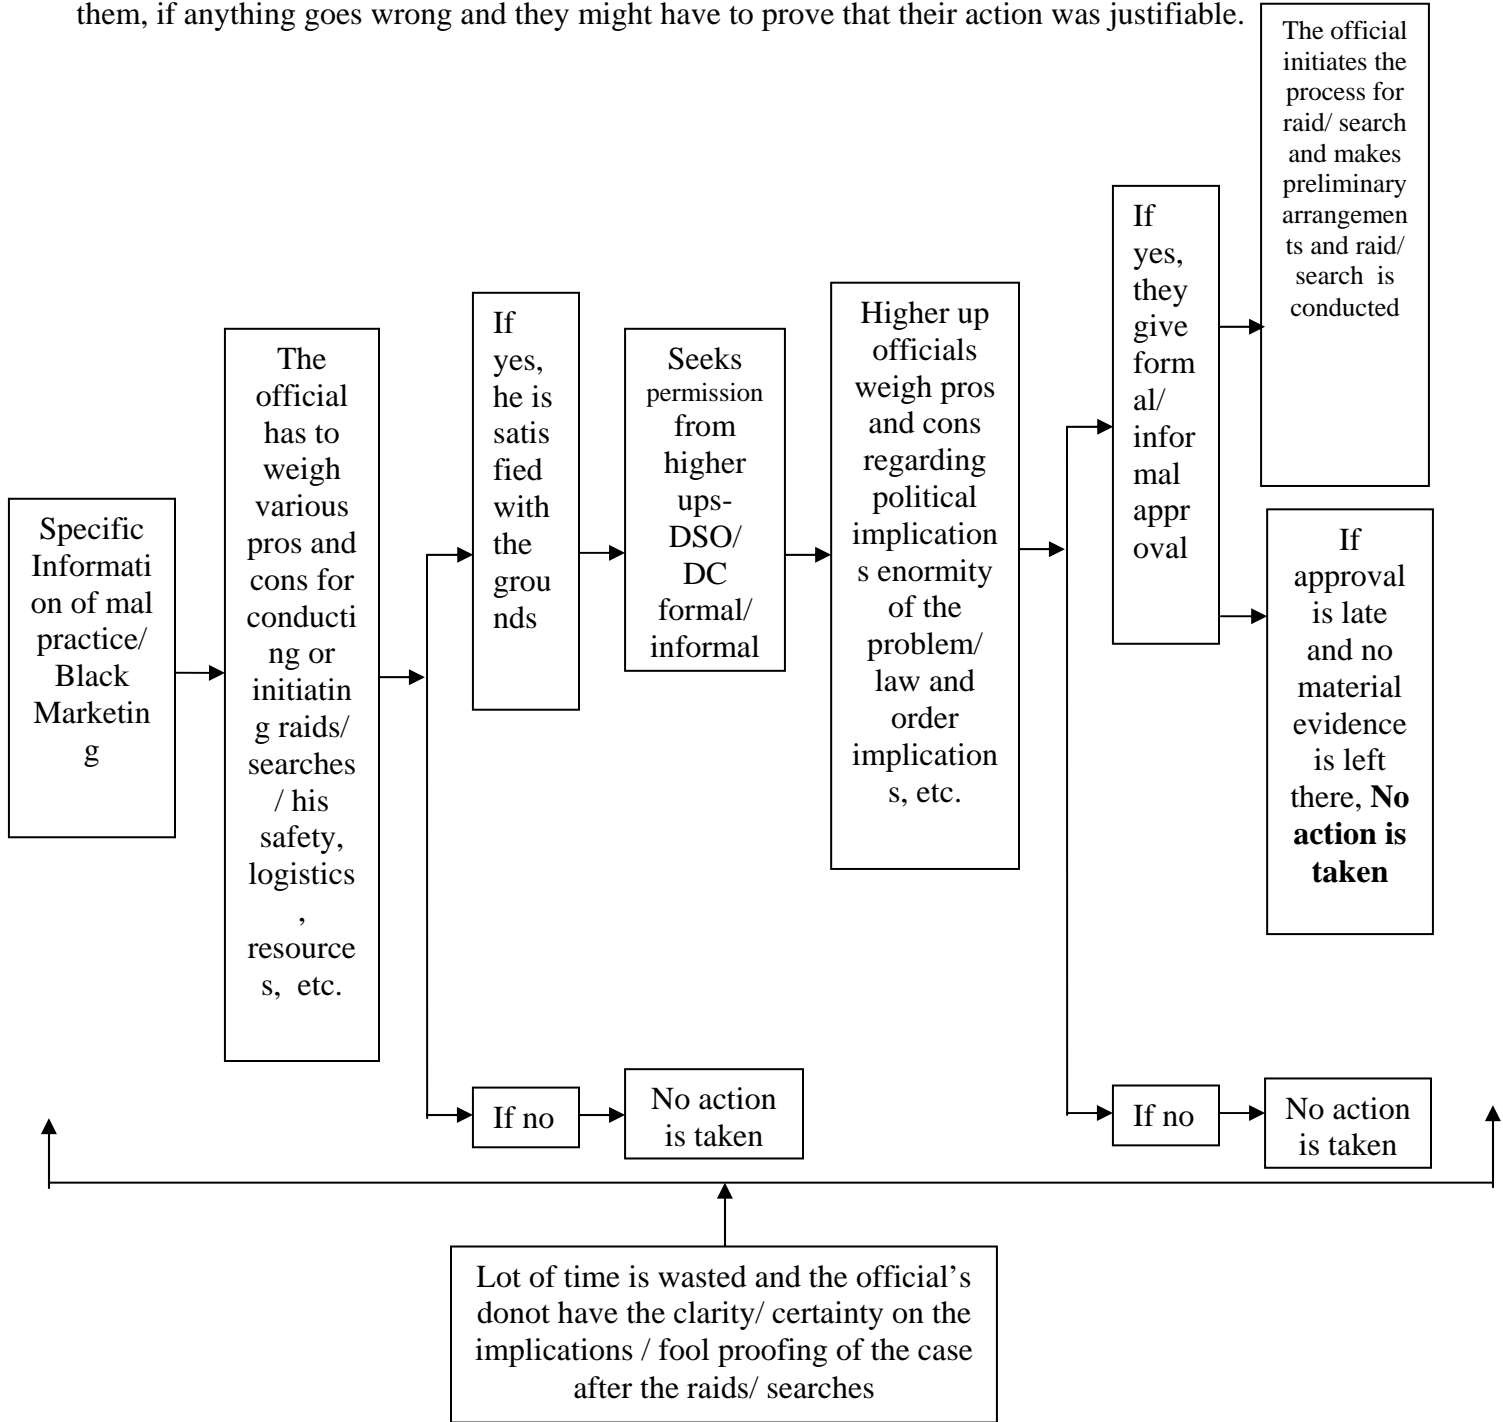 them, if anything goes wrong and they might have to prove that their action was justifiable.
Specific
Informati
on of mal
practice/
Black
Marketin
g
The
official
has to
weigh
various
pros and
cons for
conducti
ng or
initiatin
g raids/
searches
/ his
safety,
logistics
,
resource
s, etc.
If
yes,
he is
satis
fied
with
the
grou
nds
Seeks
permission
from
higher
ups-
DSO/
DC
formal/
informal
Higher up
officials
weigh pros
and cons
regarding
political
implication
s enormity
of the
problem/
law and
order
implication
s, etc.
If
yes,
they
give
form
al/
infor
mal
appr
oval
The official
initiates the
process for
raid/ search
and makes
preliminary
arrangemen
ts and raid/
search is
conducted
If
approval
is late
and no
material
evidence
is left
there, No
action is
taken
If no
No action
is taken
If no
No action
is taken
Lot of time is wasted and the official’s
donot have the clarity/ certainty on the
implications / fool proofing of the case
after the raids/ searches